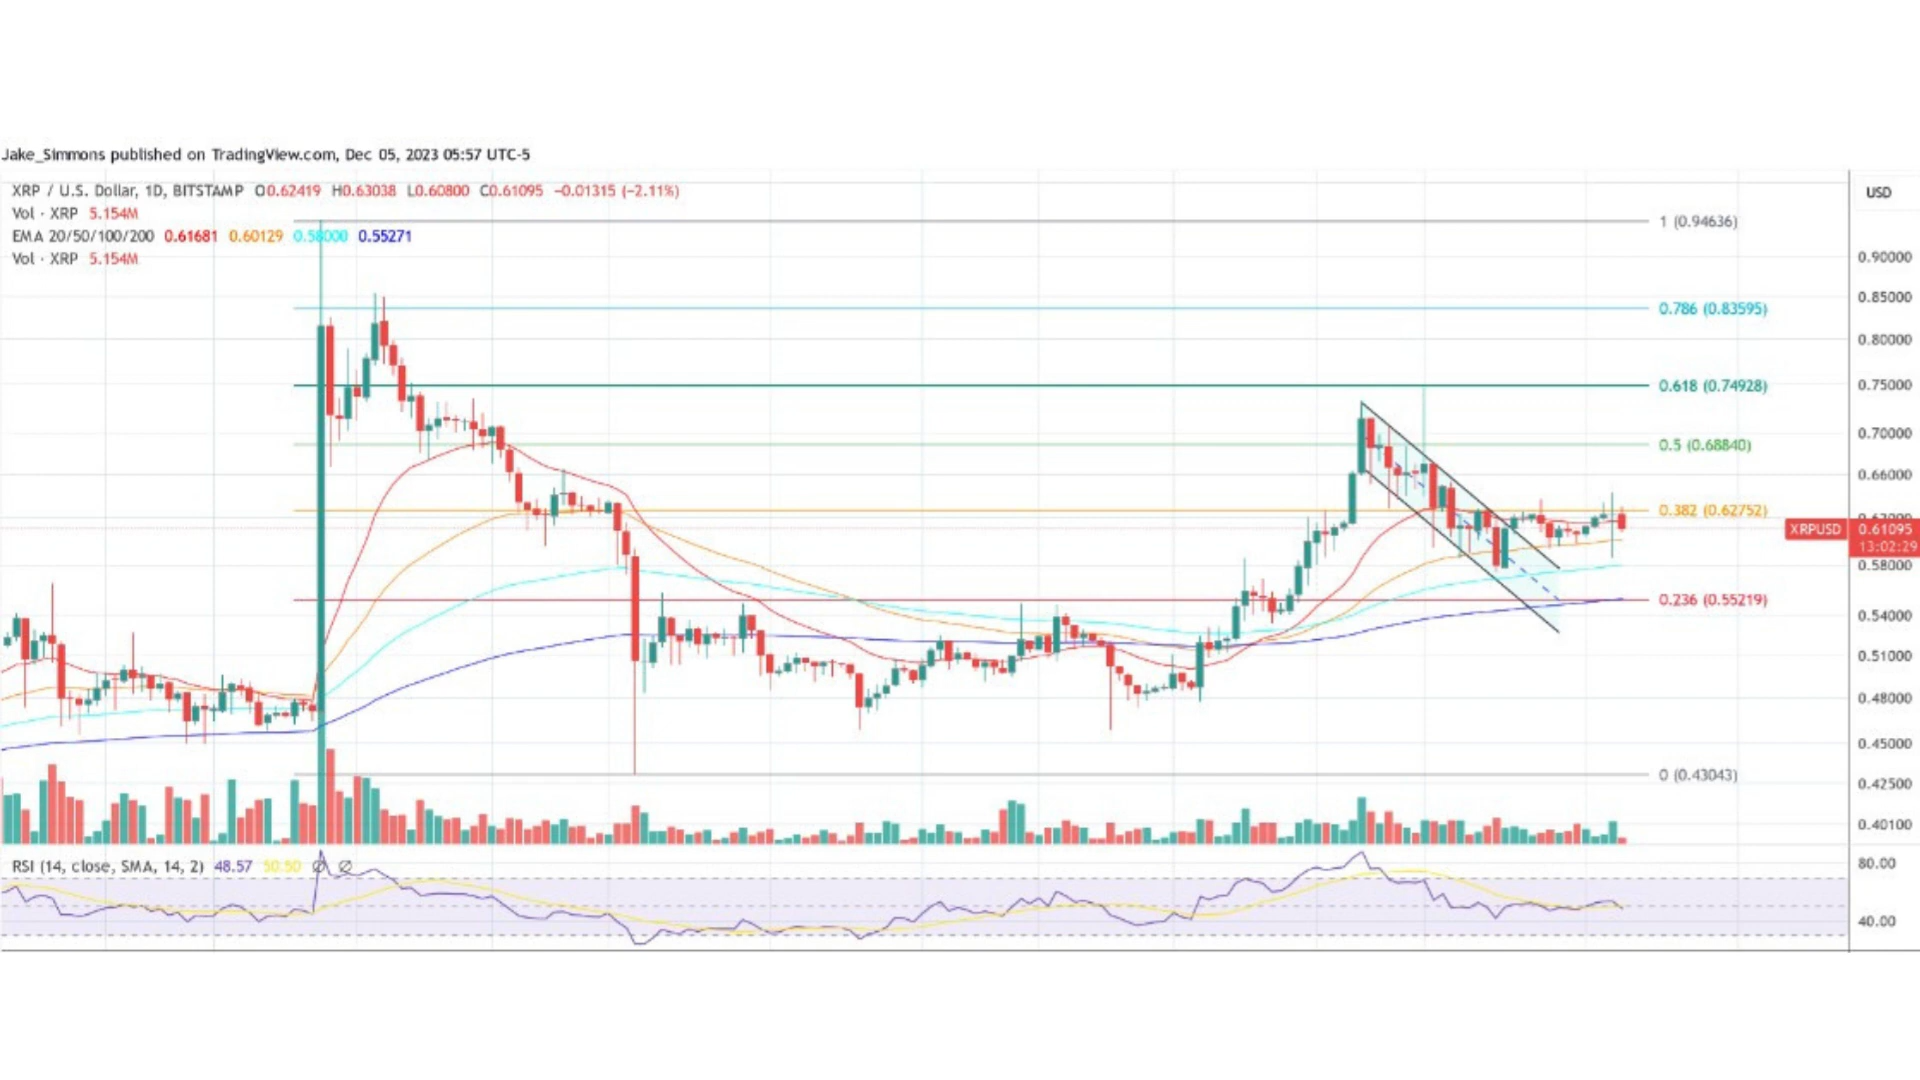 Jake_Simmons published on TradingView.com, Dec 05, 2023 05:57 UTC-5
XRP / U.S. Dollar, 1D, BITSTAMP O0.62419 H0.63038 L0.60800 C0.61095 −0.01315 (−2.11%)
USD
Vol · XRP 5.154M
1 (0.94636)
EMA 20/50/100/200 0.61681 0.60129 0.58000 0.55271
Vol · XRP 5.154M
0.90000
0.85000
0.786 (0.83595)
0.80000
0.75000
0.618 (0.74928)
0.70000
0.5 (0.68840)
0.66000
0.382 (0.62752)
XRPUSD 0.61095
13:02:29
0.58000
0.236 (0.55219)
0.54000
0.51000
0.48000
0.45000
0 (0.43043)
0.42500
0.40100
RSI (14, close, SMA, 14, 2) 48.57 50.50 ∅ ∅
80.00
40.00